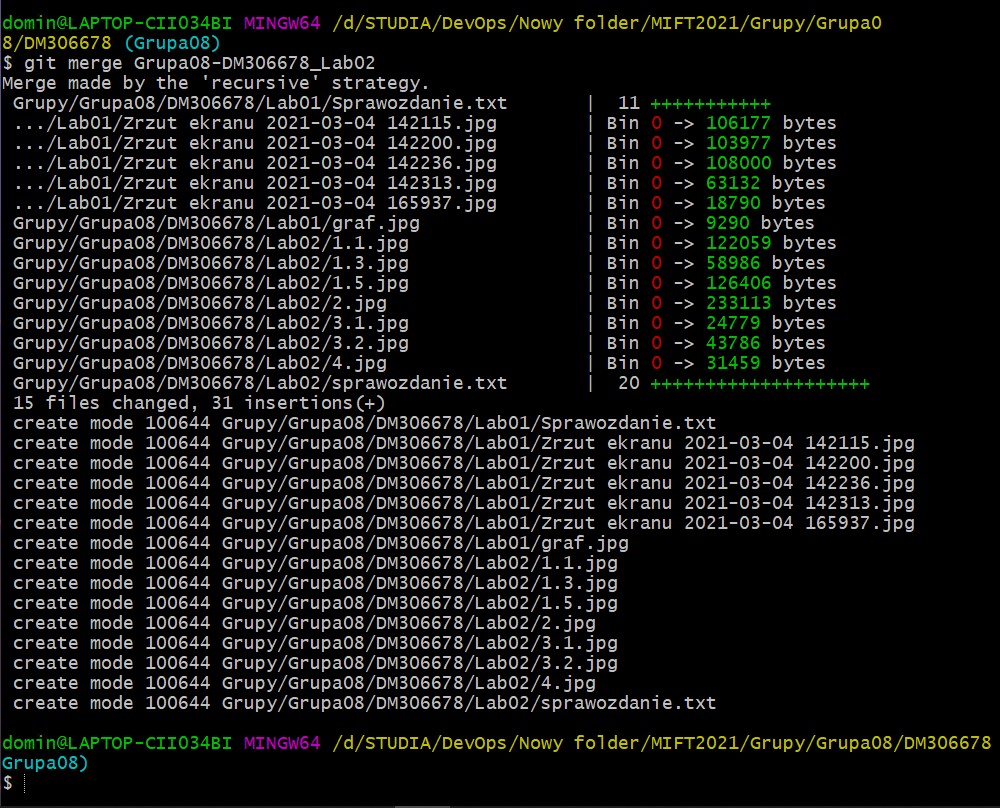 domin@LAPTOP-CII034BI MINGW64 /d/STUDIA/DevOps/Nowy folder/MIFT2021/Grupy/Grupa0
8/DM306678 (Grupa08)
$ git merge Grupa08-DM306678_Lab02
Merge made by the 'recursive' strategy.
 Grupy/Grupa08/DM306678/Lab01/Sprawozdanie.txt       |  11 +++++++++++
 .../Lab01/Zrzut ekranu 2021-03-04 142115.jpg        | Bin 0 -> 106177 bytes
 .../Lab01/Zrzut ekranu 2021-03-04 142200.jpg        | Bin 0 -> 103977 bytes
 .../Lab01/Zrzut ekranu 2021-03-04 142236.jpg        | Bin 0 -> 108000 bytes
 .../Lab01/Zrzut ekranu 2021-03-04 142313.jpg        | Bin 0 -> 63132 bytes
 .../Lab01/Zrzut ekranu 2021-03-04 165937.jpg        | Bin 0 -> 18790 bytes
 Grupy/Grupa08/DM306678/Lab01/graf.jpg               | Bin 0 -> 9290 bytes
 Grupy/Grupa08/DM306678/Lab02/1.1.jpg                | Bin 0 -> 122059 bytes
 Grupy/Grupa08/DM306678/Lab02/1.3.jpg                | Bin 0 -> 58986 bytes
 Grupy/Grupa08/DM306678/Lab02/1.5.jpg                | Bin 0 -> 126406 bytes
 Grupy/Grupa08/DM306678/Lab02/2.jpg                  | Bin 0 -> 233113 bytes
 Grupy/Grupa08/DM306678/Lab02/3.1.jpg                | Bin 0 -> 24779 bytes
 Grupy/Grupa08/DM306678/Lab02/3.2.jpg                | Bin 0 -> 43786 bytes
 Grupy/Grupa08/DM306678/Lab02/4.jpg                  | Bin 0 -> 31459 bytes
 Grupy/Grupa08/DM306678/Lab02/sprawozdanie.txt       |  20 ++++++++++++++++++++
 15 files changed, 31 insertions(+)
 create mode 100644 Grupy/Grupa08/DM306678/Lab01/Sprawozdanie.txt
 create mode 100644 Grupy/Grupa08/DM306678/Lab01/Zrzut ekranu 2021-03-04 142115.jpg
 create mode 100644 Grupy/Grupa08/DM306678/Lab01/Zrzut ekranu 2021-03-04 142200.jpg
 create mode 100644 Grupy/Grupa08/DM306678/Lab01/Zrzut ekranu 2021-03-04 142236.jpg
 create mode 100644 Grupy/Grupa08/DM306678/Lab01/Zrzut ekranu 2021-03-04 142313.jpg
 create mode 100644 Grupy/Grupa08/DM306678/Lab01/Zrzut ekranu 2021-03-04 165937.jpg
 create mode 100644 Grupy/Grupa08/DM306678/Lab01/graf.jpg
 create mode 100644 Grupy/Grupa08/DM306678/Lab02/1.1.jpg
 create mode 100644 Grupy/Grupa08/DM306678/Lab02/1.3.jpg
 create mode 100644 Grupy/Grupa08/DM306678/Lab02/1.5.jpg
 create mode 100644 Grupy/Grupa08/DM306678/Lab02/2.jpg
 create mode 100644 Grupy/Grupa08/DM306678/Lab02/3.1.jpg
 create mode 100644 Grupy/Grupa08/DM306678/Lab02/3.2.jpg
 create mode 100644 Grupy/Grupa08/DM306678/Lab02/4.jpg
 create mode 100644 Grupy/Grupa08/DM306678/Lab02/sprawozdanie.txt
domin@LAPTOP-CII034BI MINGW64 /d/STUDIA/DevOps/Nowy folder/MIFT2021/Grupy/Grupa08/DM306678
Grupa08)
$